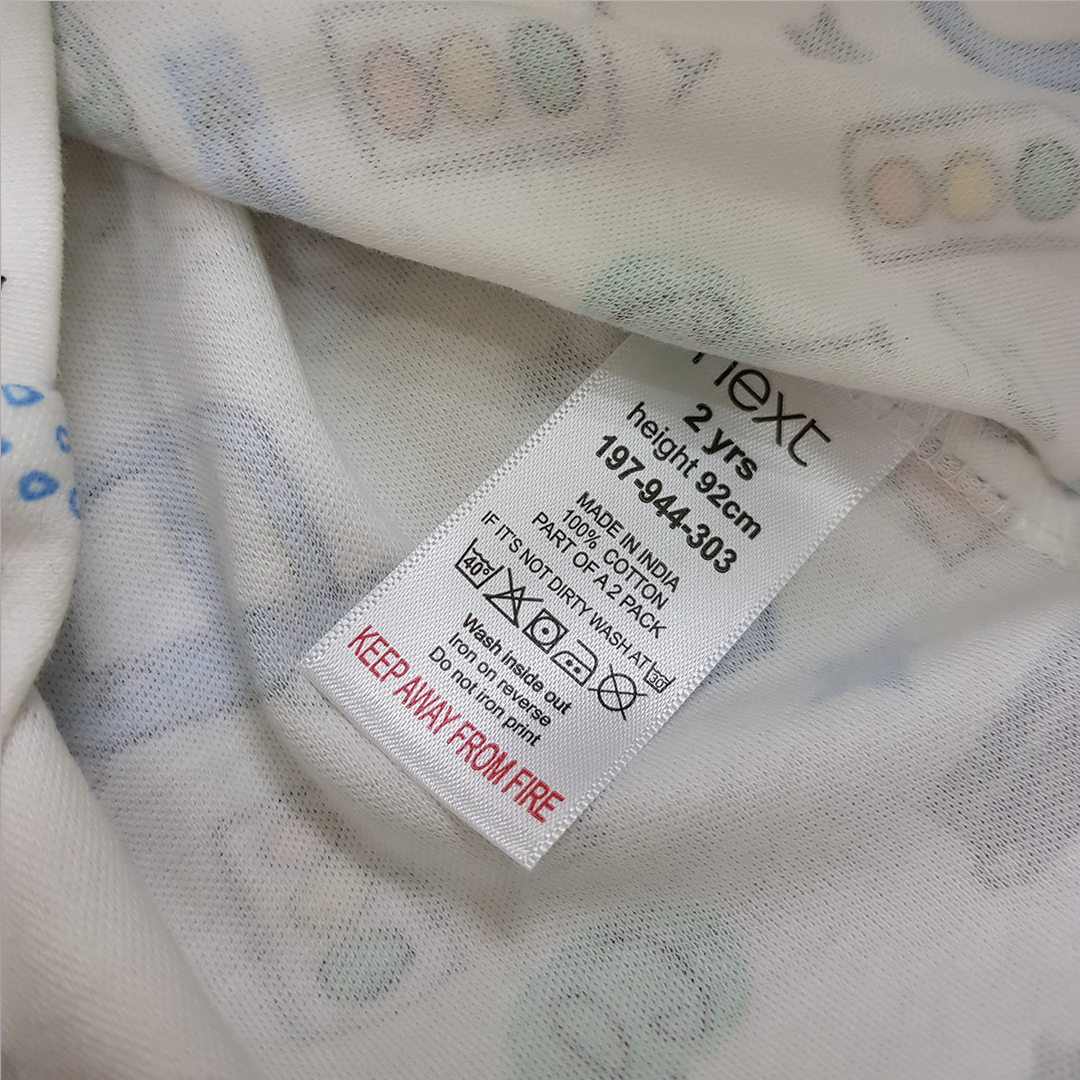 next
2 yrs
height 92cm
197-944-303
MADE IN INDIA
100% COTTON
PART OF A 2 PACK
IF IT'S NOT DIRTY WASH AT 30°
40°
Wash inside out
Iron on reverse
Do not iron print
KEEP AWAY FROM FIRE